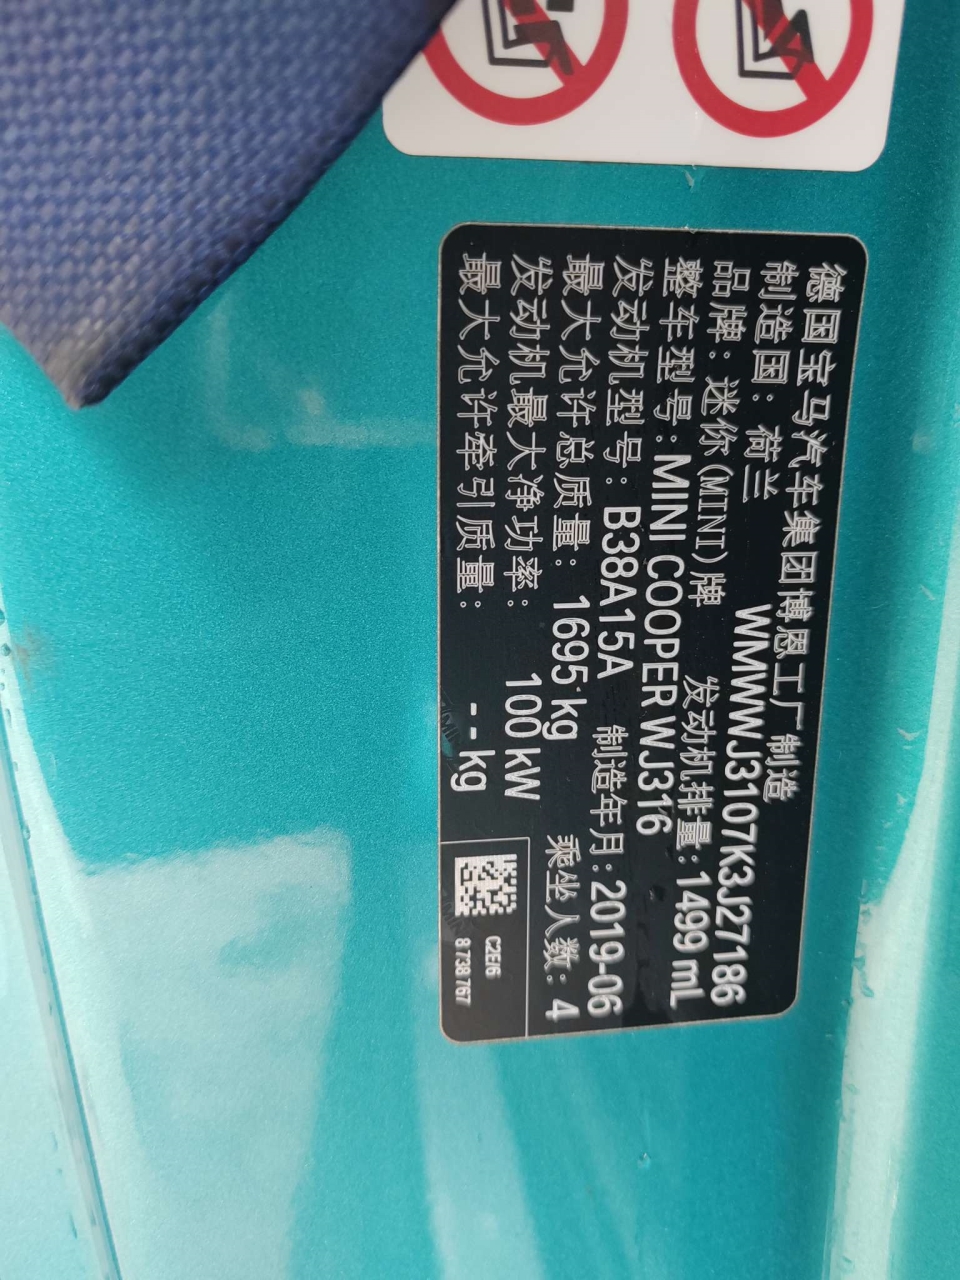 德国宝马汽车集团博恩工厂制造
制造国：荷兰 WMWWJ3107K3J27186
品牌：迷你(MINI)牌 发动机排量：1499 mL
整车型号：MINI COOPER WJ316
发动机型号：B38A15A 制造年月：2019-06
最大允许总质量：1695 kg 乘坐人数：4
发动机最大净功率：100 kW
最大允许牵引质量：-- kg
C2E/6
8 738 767